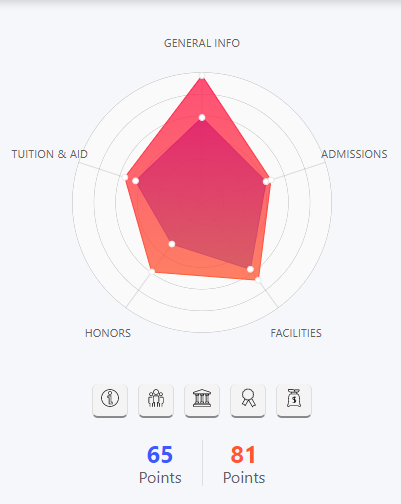 GENERAL INFO
TUITION & AID
ADMISSIONS
HONORS
FACILITIES
65
Points
81
Points